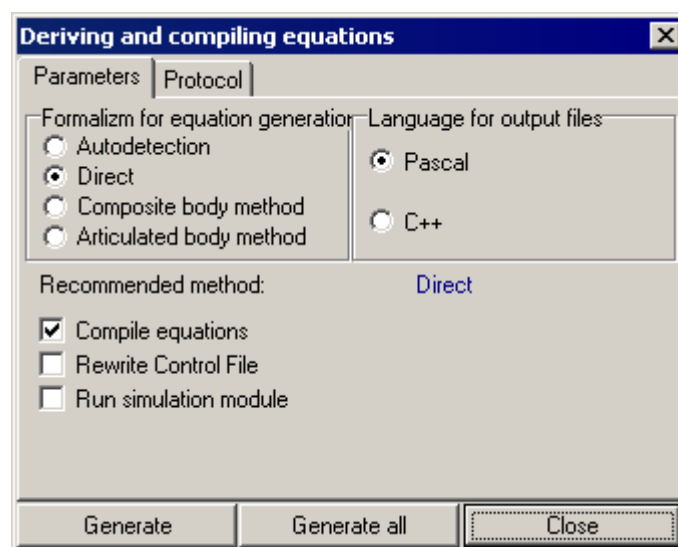 Deriving and compiling equations
Parameters Protocol
Formalizm for equation generation Language for output files
Autodetection
Direct
Composite body method
Articulated body method
Pascal
C++
Recommended method: Direct
Compile equations
Rewrite Control File
Run simulation module
Generate Generate all Close